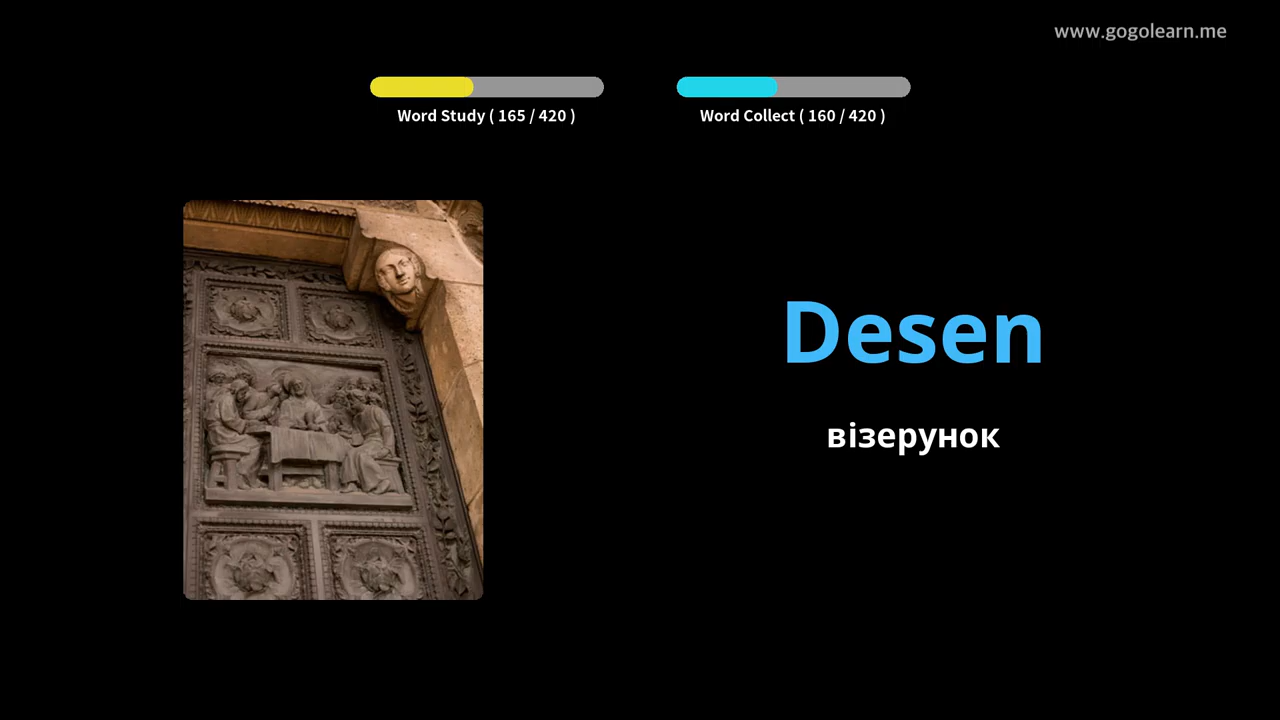 www.gogolearn.me
Word Study ( 165 / 420 )
Word Collect ( 160 / 420 )
Desen
візерунок